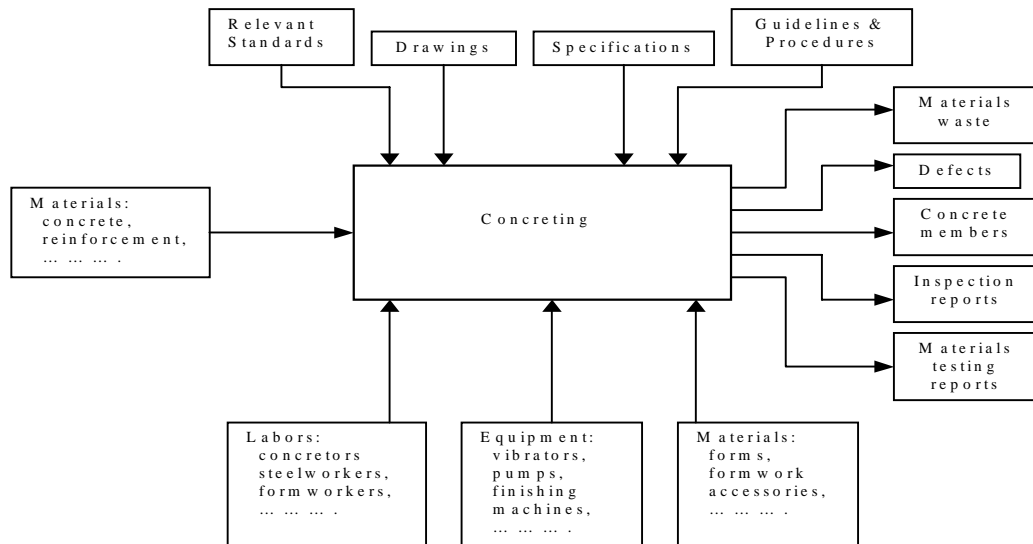 Relevant
Standards
Drawings
Specifications
Guidelines &
Procedures
Materials
waste
Defects
Concrete
members
Inspection
reports
Materials
testing
reports
Materials:
concrete,
reinforcement,
... ... ... .
Concreting
Labors:
concretors
steelworkers,
formworkers,
... ... ... .
Equipment:
vibrators,
pumps,
finishing
machines,
... ... ... .
Materials:
forms,
formwork
accessories,
... ... ... .